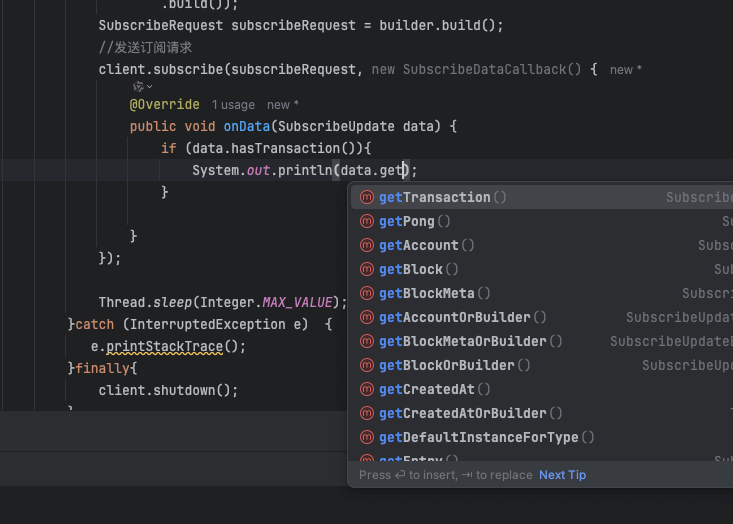 .build());
SubscribeRequest subscribeRequest = builder.build();
//发送订阅请求
client.subscribe(subscribeRequest, new SubscribeDataCallback() { new *
@Override 1 usage new *
public void onData(SubscribeUpdate data) {
if (data.hasTransaction()){
System.out.println(data.get);
}
getTransaction() Subscribe
getPong() Su
}
getAccount() Subs
});
getBlock() Sub
getBlockMeta() Subscri
Thread.sleep(Integer.MAX_VALUE);
getAccountOrBuilder() SubscribeUpdat
}catch (InterruptedException e) {
getBlockMetaOrBuilder() SubscribeUpdateB
e.printStackTrace();
getBlockOrBuilder() SubscribeUpd
}finally{
client.shutdown();
getCreatedAt()
getCreatedAtOrBuilder()
getDefaultInstanceForType()
getEntry() Sub
Press ⏎ to insert, ⇥ to replace Next Tip